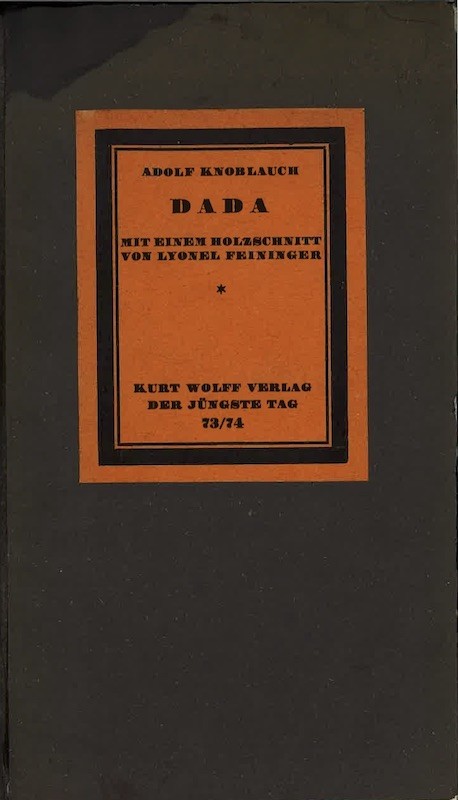 ADOLF KNOBLAUCH
DADA
MIT EINEM HOLZSCHNITT
VON LYONEL FEININGER
*
KURT WOLFF VERLAG
DER JÜNGSTE TAG
73/74